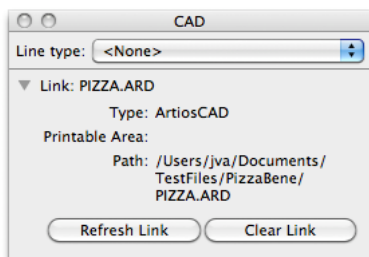 CAD
Line type: <None>
Link: PIZZA.ARD
Type: ArtiosCAD
Printable Area:
Path: /Users/jva/Documents/
TestFiles/PizzaBene/
PIZZA.ARD
Refresh Link Clear Link